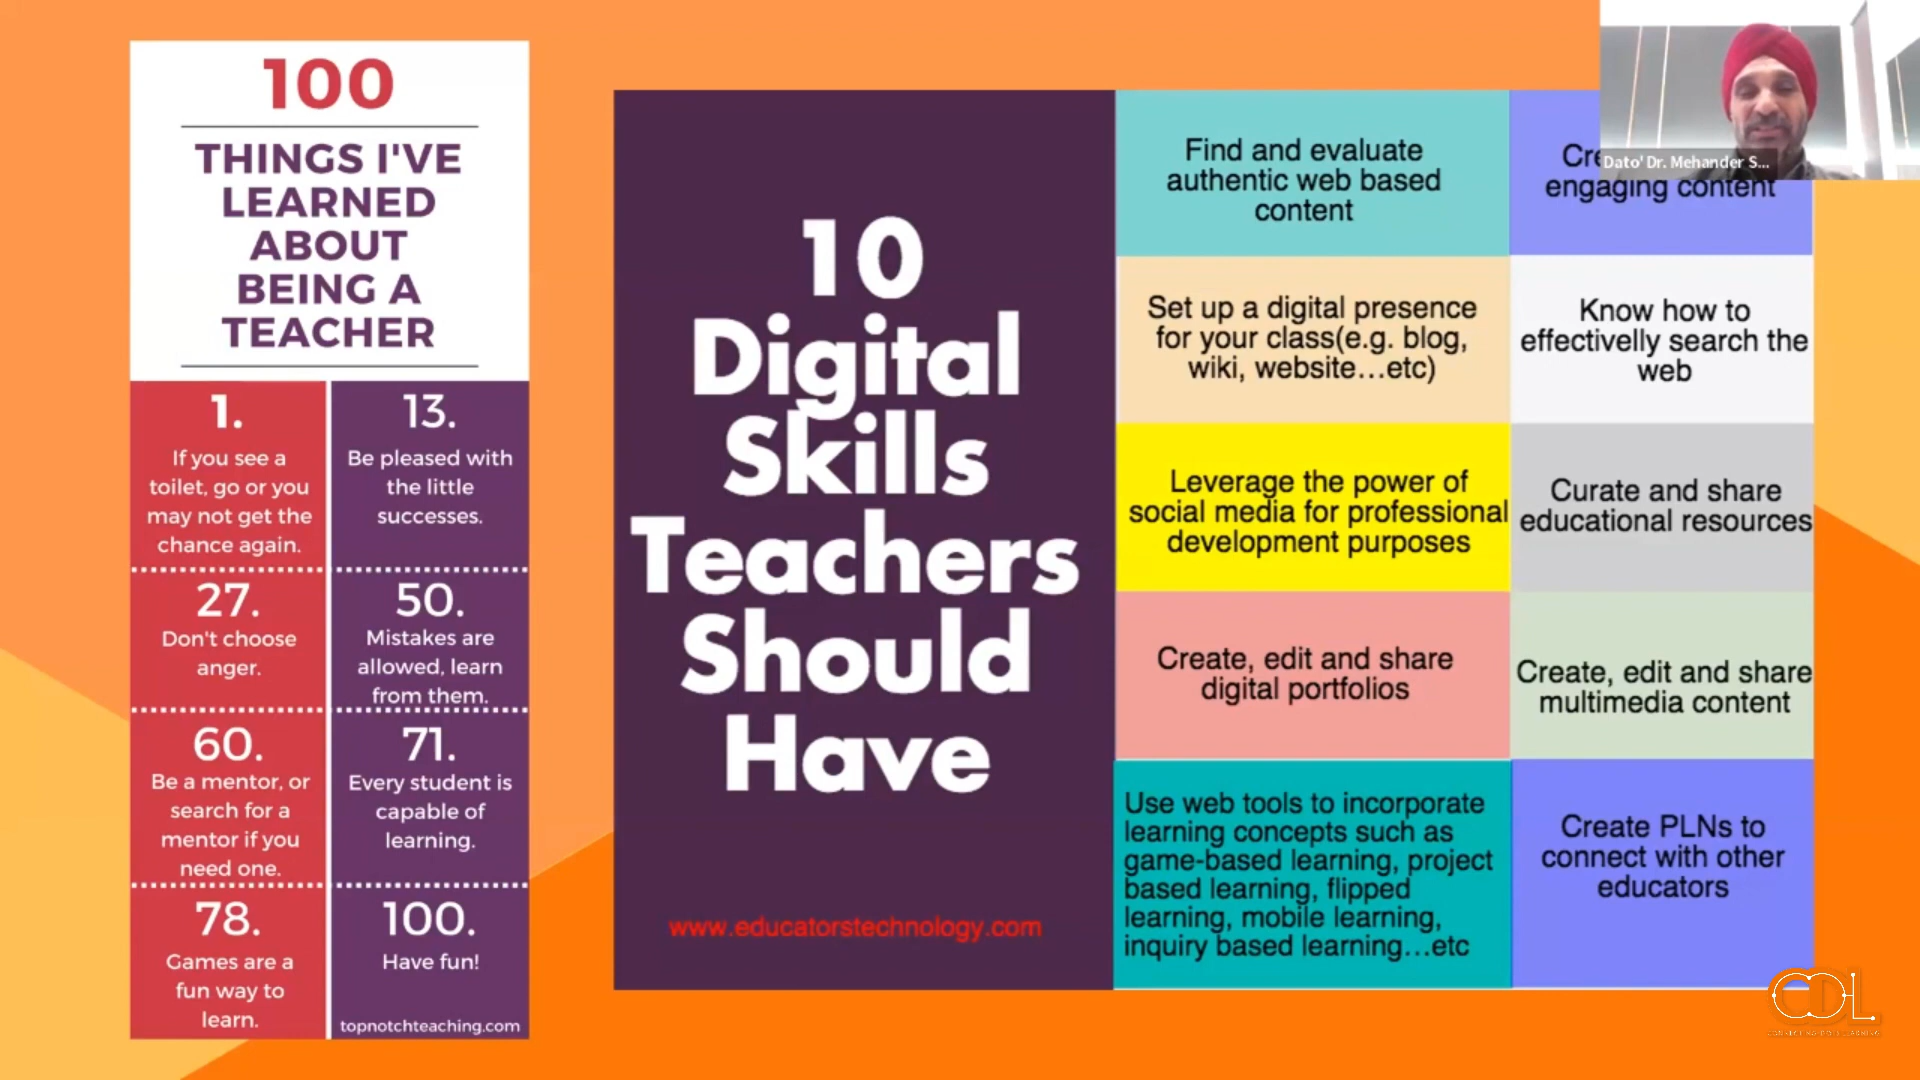 100
THINGS I'VE
LEARNED
ABOUT
BEING A
TEACHER
1.
If you see a
toilet, go or you
may not get the
chance again.
13.
Be pleased with
the little
successes.
27.
Don't choose
anger.
50.
Mistakes are
allowed, learn
from them.
60.
Be a mentor, or
search for a
mentor if you
need one.
71.
Every student is
capable of
learning.
78.
Games are a
fun way to
learn.
100.
Have fun!
topnotchteaching.com
10
Digital
Skills
Teachers
Should
Have
www.educatorstechnology.com
Find and evaluate
authentic web based
content
engaging content
Set up a digital presence
for your class(e.g. blog,
wiki, website...etc)
Know how to
effectivelly search the
web
Leverage the power of
social media for professional
development purposes
Curate and share
educational resources
Create, edit and share
digital portfolios
Create, edit and share
multimedia content
Use web tools to incorporate
learning concepts such as
game-based learning, project
based learning, flipped
learning, mobile learning,
inquiry based learning...etc
Create PLNs to
connect with other
educators
Dato' Dr. Mehander S...
CDL